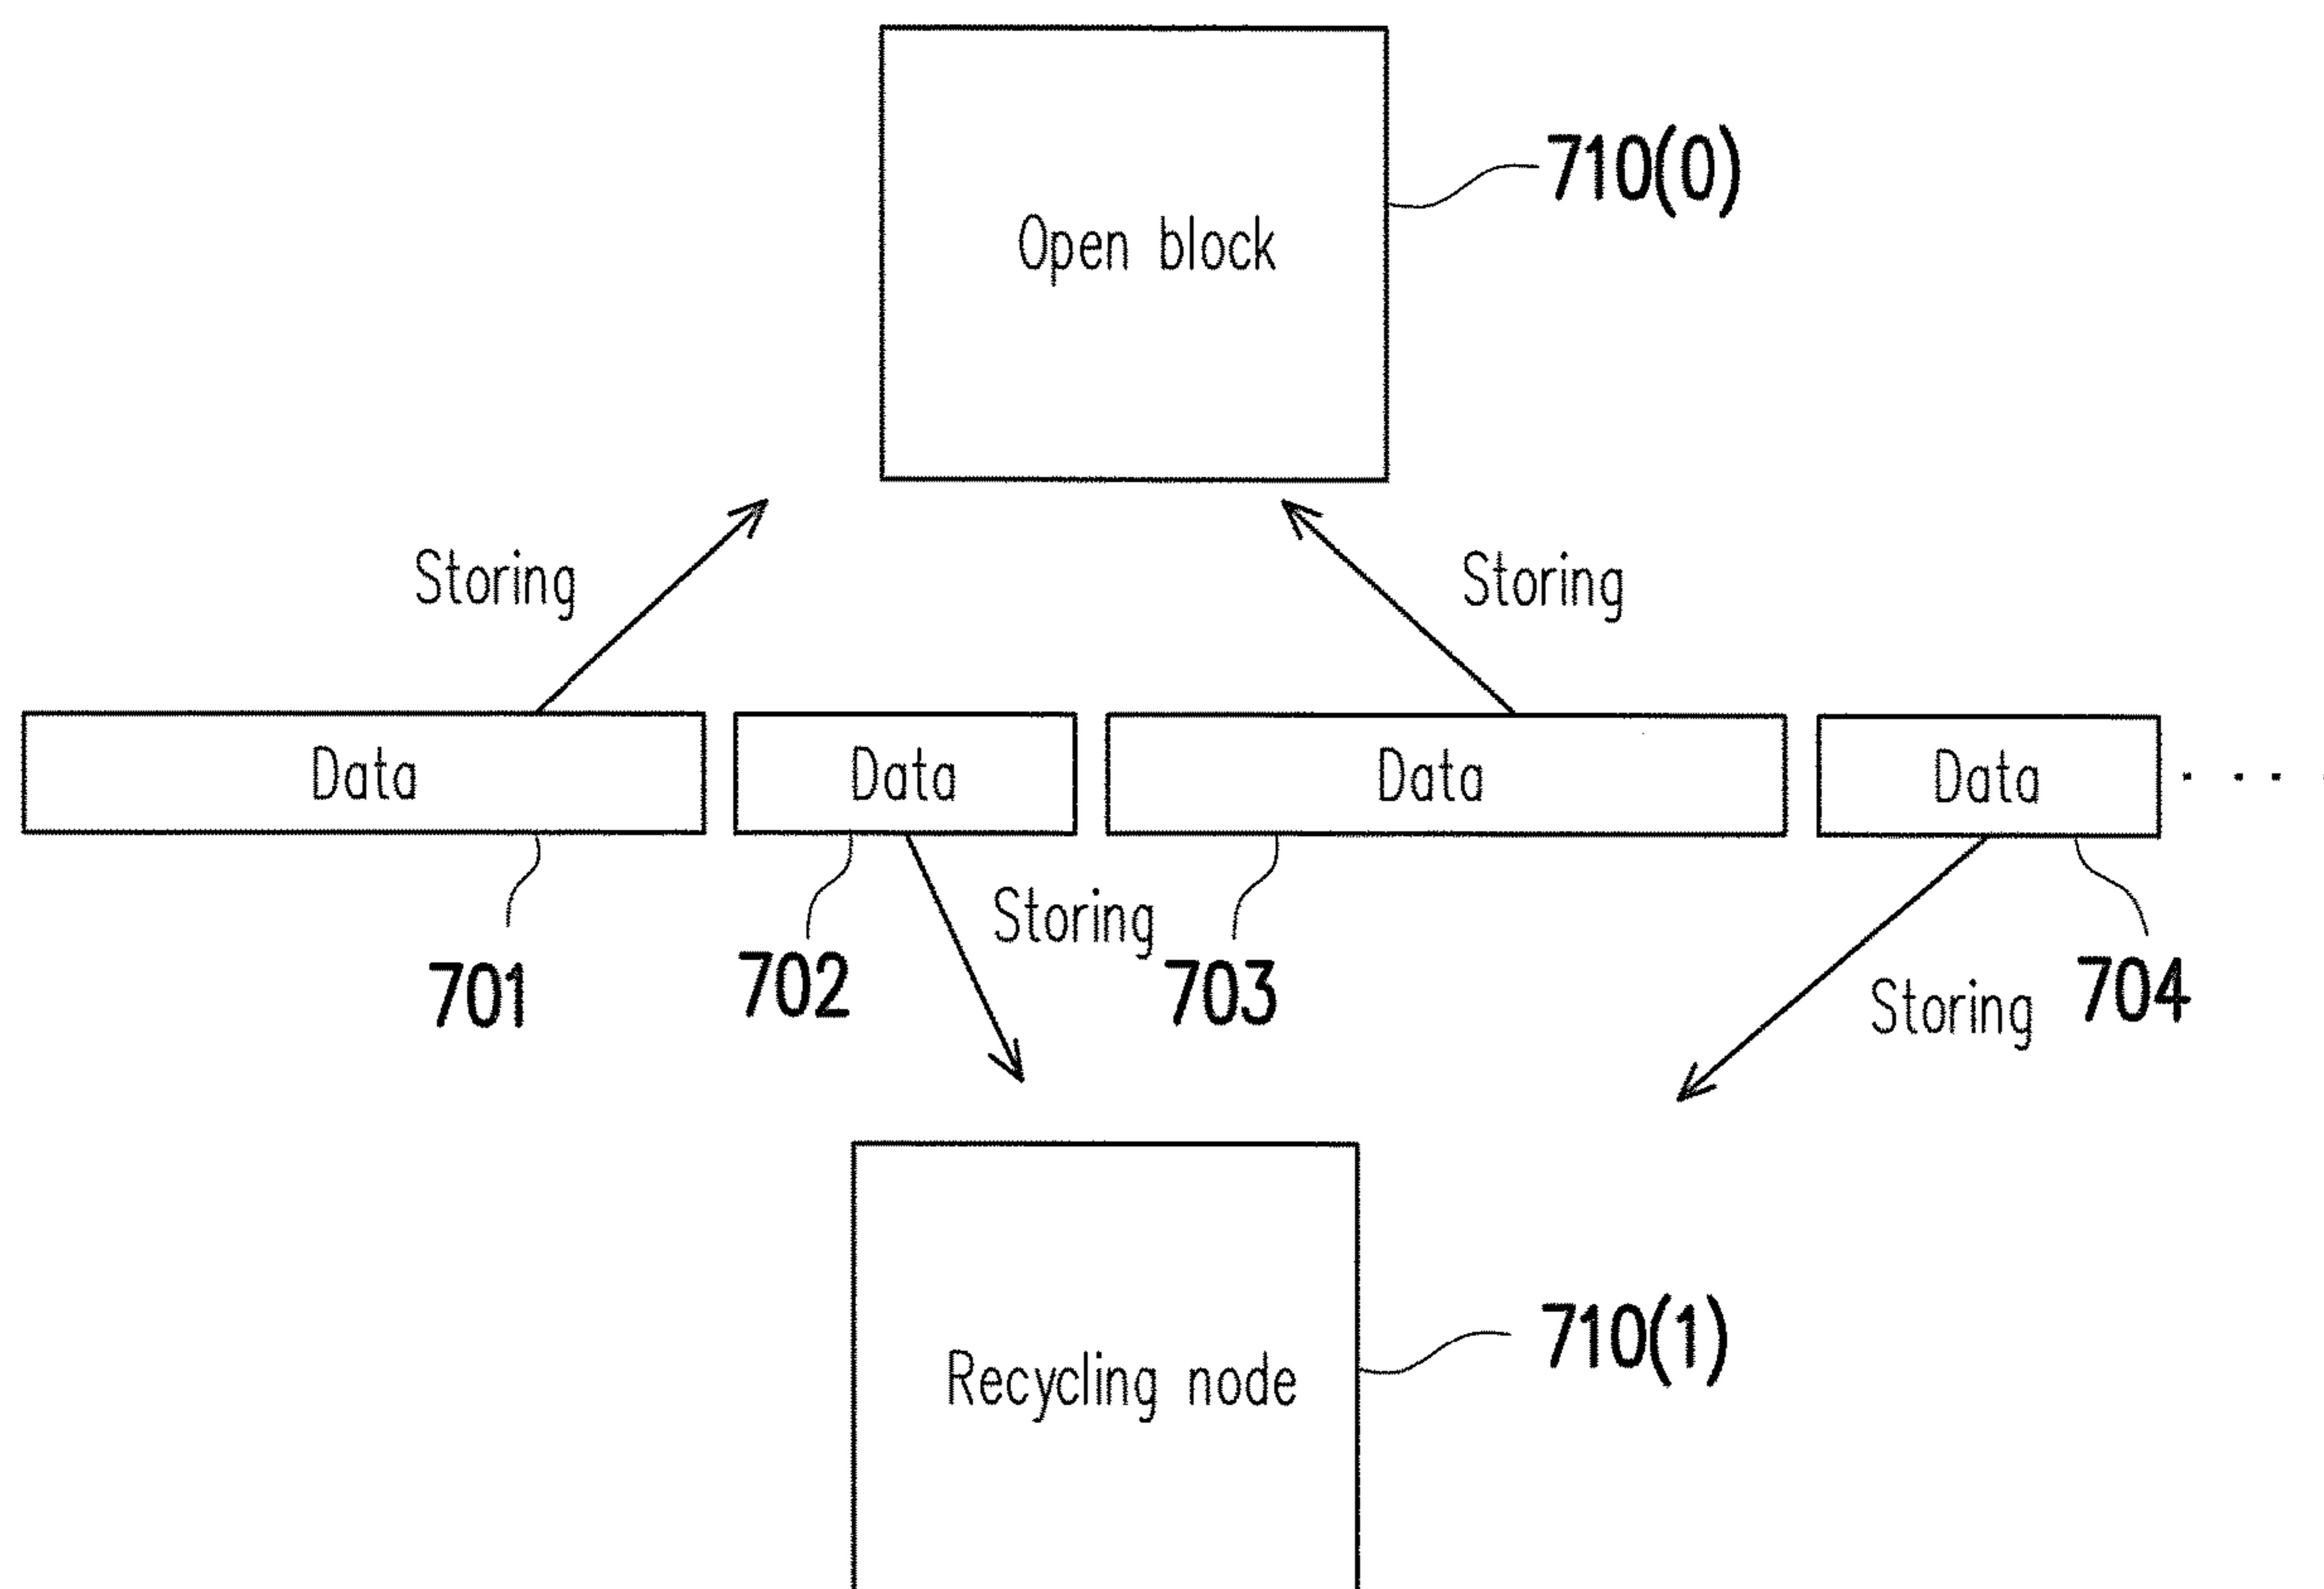 Open block
710(0)
Storing
Storing
Data
Data
Data
Data
. . . .
Storing
701
702
703
Storing
704
Recycling node
710(1)